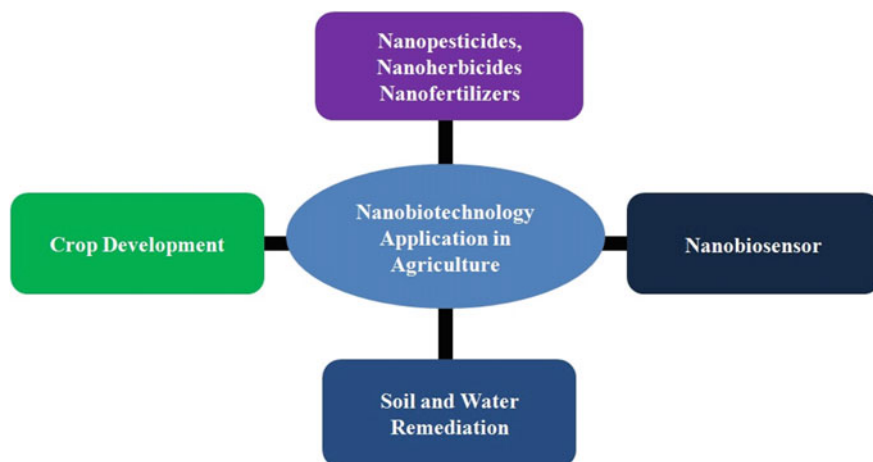 Nanopesticides,
Nanoherbicides
Nanofertilizers
Crop Development
Nanobiotechnology
Application in
Agriculture
Nanobiosensor
Soil and Water
Remediation